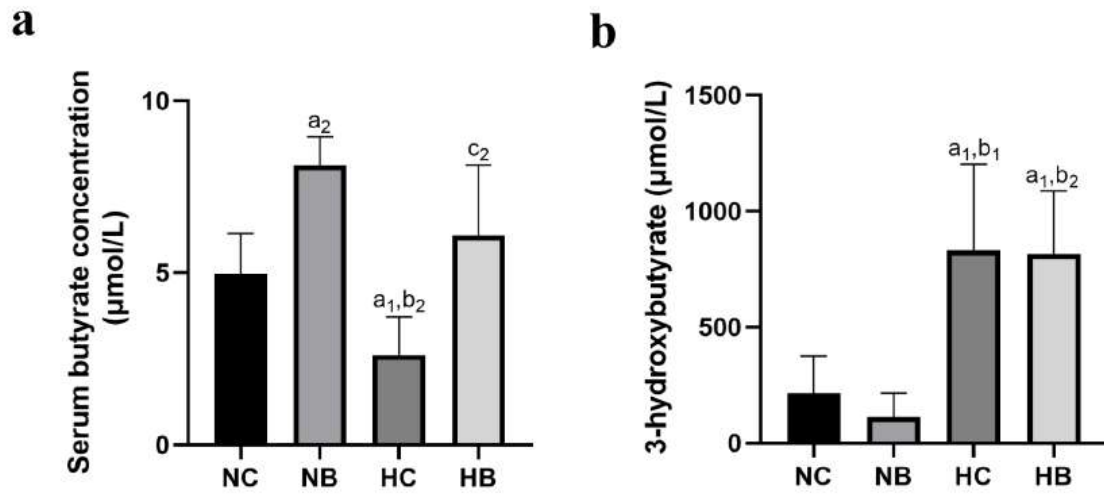 a
Serum butyrate concentration
(μmol/L)
10
5
0
a₂
a₁,b₂
c₂
NC NB HC HB
b
3-hydroxybutyrate (μmol/L)
1500
1000
500
0
a₁,b₁
a₁,b₂
NC NB HC HB